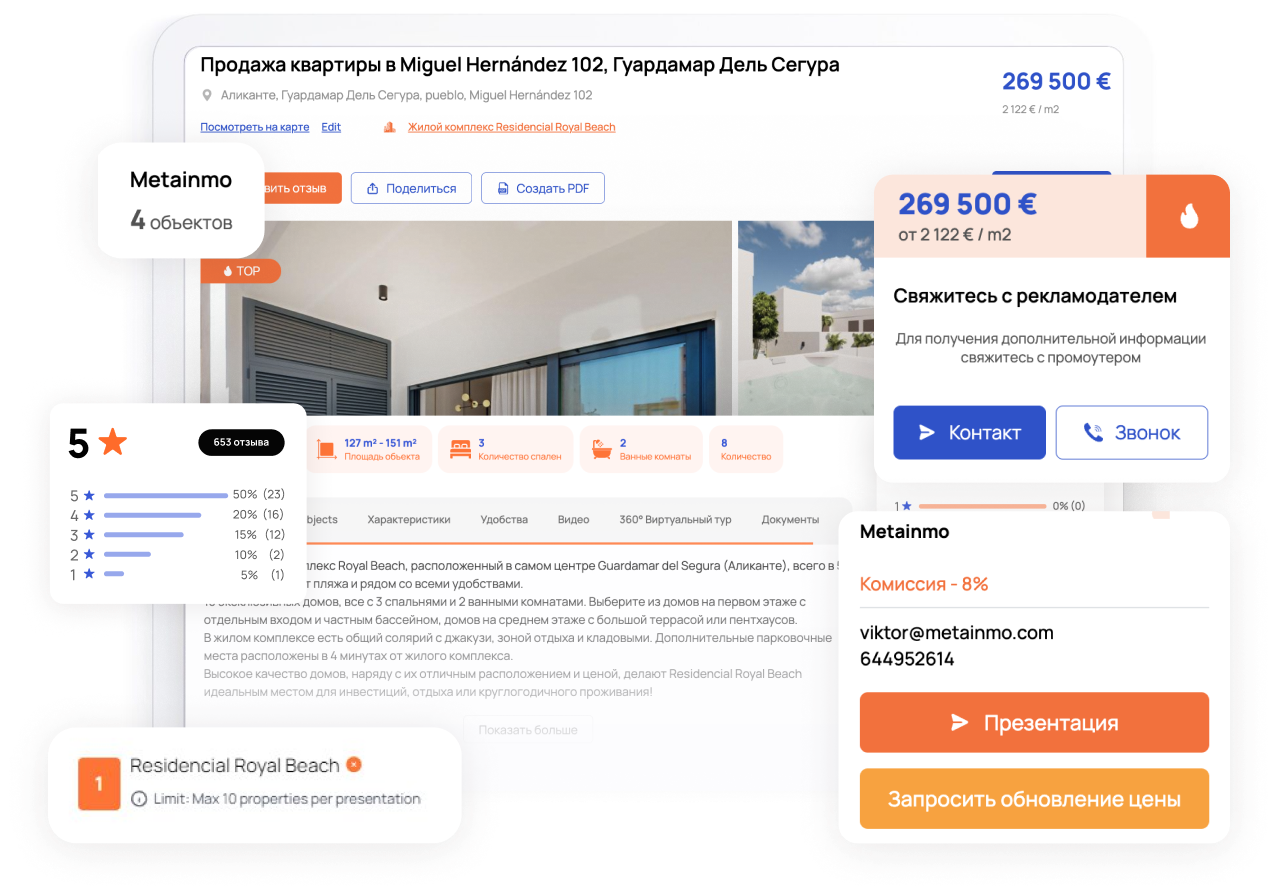 Продажа квартиры в Miguel Hernández 102, Гуардамар Дель Сегура
269 500 €
Аликанте, Гуардамар Дель Сегура, pueblo, Miguel Hernández 102
2 122 € / m2
Посмотреть на карте Edit Жилой комплекс Residencial Royal Beach
Metainmo
4 объектов
отзыв
Поделиться
Создать PDF
TOP
269 500 €
от 2 122 € / m2
Свяжитесь с рекламодателем
Для получения дополнительной информации
свяжитесь с промоутером
Контакт
Звонок
5
653 отзыва
5 50% (23)
4 20% (16)
3 15% (12)
2 10% (2)
1 5% (1)
127 m² - 151 m²
Площадь объекта
3
Количество спален
2
Ванные комнаты
8
Количество
1 0% (0)
Характеристики Удобства Видео 360° Виртуальный тур Документы
Royal Beach, расположенный в самом центре Guardamar del Segura (Аликанте), всего в
пляжа и рядом со всеми удобствами.
домов, все с 3 спальнями и 2 ванными комнатами. Выберите из домов на первом этаже с
отдельным входом и частным бассейном, домов на среднем этаже с большой террасой или пентхаусов.
В жилом комплексе есть общий солярий с джакузи, зоной отдыха и кладовыми. Дополнительные парковочные
места расположены в 4 минутах от жилого комплекса.
Высокое качество домов, наряду с их отличным расположением и ценой, делают Residencial Royal Beach
идеальным местом для инвестиций, отдыха или круглогодичного проживания!
Показать больше
Metainmo
Комиссия - 8%
viktor@metainmo.com
644952614
Презентация
Запросить обновление цены
1
Residencial Royal Beach
Limit: Max 10 properties per presentation